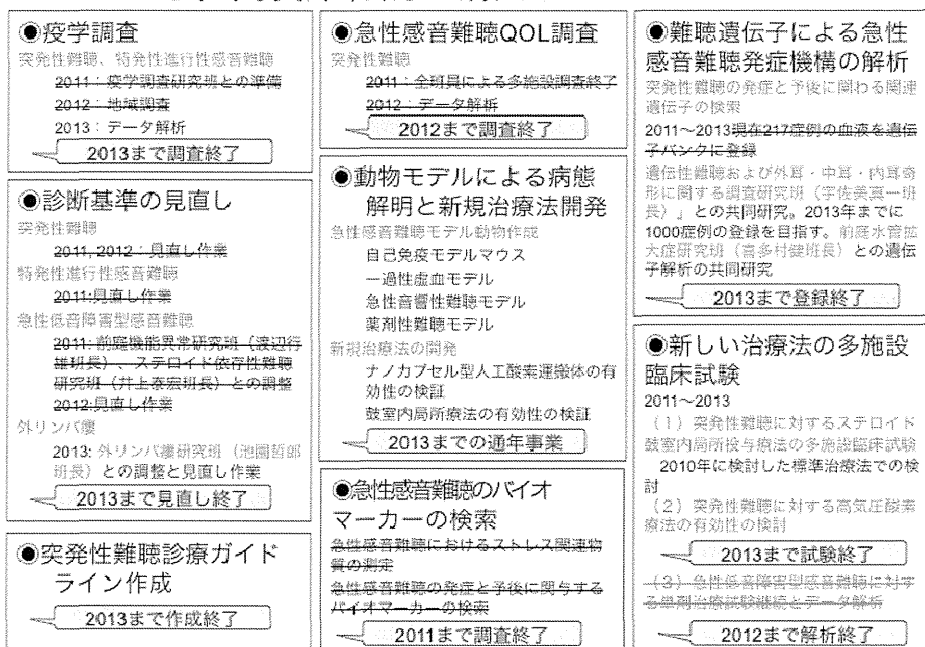 ●疫学調査
突発性難聴、特発性進行性感音難聴
2011：疫学調査研究班との準備
2012：地域調査
2013：データ解析
2013まで調査終了
●診断基準の見直し
突発性難聴
2011,2012：見直し作業
特発性進行性感音難聴
2011:見直し作業
急性低音障害型感音難聴
2011:前庭機能異常研究班（渡辺行
雄班長）、ステロイド依存性難聴
研究班（井上泰宏班長）との調整
2012:見直し作業
外リンパ瘻
2013: 外リンパ瘻研究班（池園哲郎
班長）との調整と見直し作業
2013まで見直し終了
●突発性難聴診療ガイド
ライン作成
2013まで作成終了
●急性感音難聴QOL調査
突発性難聴
2011：全班員による多施設調査終了
2012：データ解析
2012まで調査終了
●動物モデルによる病態
解明と新規治療法開発
急性感音難聴モデル動物作成
自己免疫モデルマウス
一過性虚血モデル
急性音響性難聴モデル
薬剤性難聴モデル
新規治療法の開発
ナノカプセル型人工酸素運搬体の有
効性の検証
鼓室内局所療法の有効性の検証
2013までの通年事業
●急性感音難聴のバイオ
マーカーの検索
急性感音難聴におけるストレス関連物
質の測定
急性感音難聴の発症と予後に関与する
バイオマーカーの検索
2011まで調査終了
●難聴遺伝子による急性
感音難聴発症機構の解析
突発性難聴の発症と予後に関わる関連
遺伝子の検索
2011～2013現在217症例の血液を遺伝
子バンクに登録
遺伝性難聴および外耳・中耳・内耳奇
形に関する調査研究班（宇佐美真一班
長）」との共同研究。2013年までに
1000症例の登録を目指す。前庭水管拡
大症研究班（喜多村健班長）との遺伝
子解析の共同研究
2013まで登録終了
●新しい治療法の多施設
臨床試験
2011～2013
（１）突発性難聴に対するステロイド
鼓室内局所投与療法の多施設臨床試験
2010年に検討した標準治療法での検
討
（２）突発性難聴に対する高気圧酸素
療法の有効性の検討
2013まで試験終了
（３）急性低音障害型感音難聴に対す
る単剤治療試験継続とデータ解析
2012まで解析終了